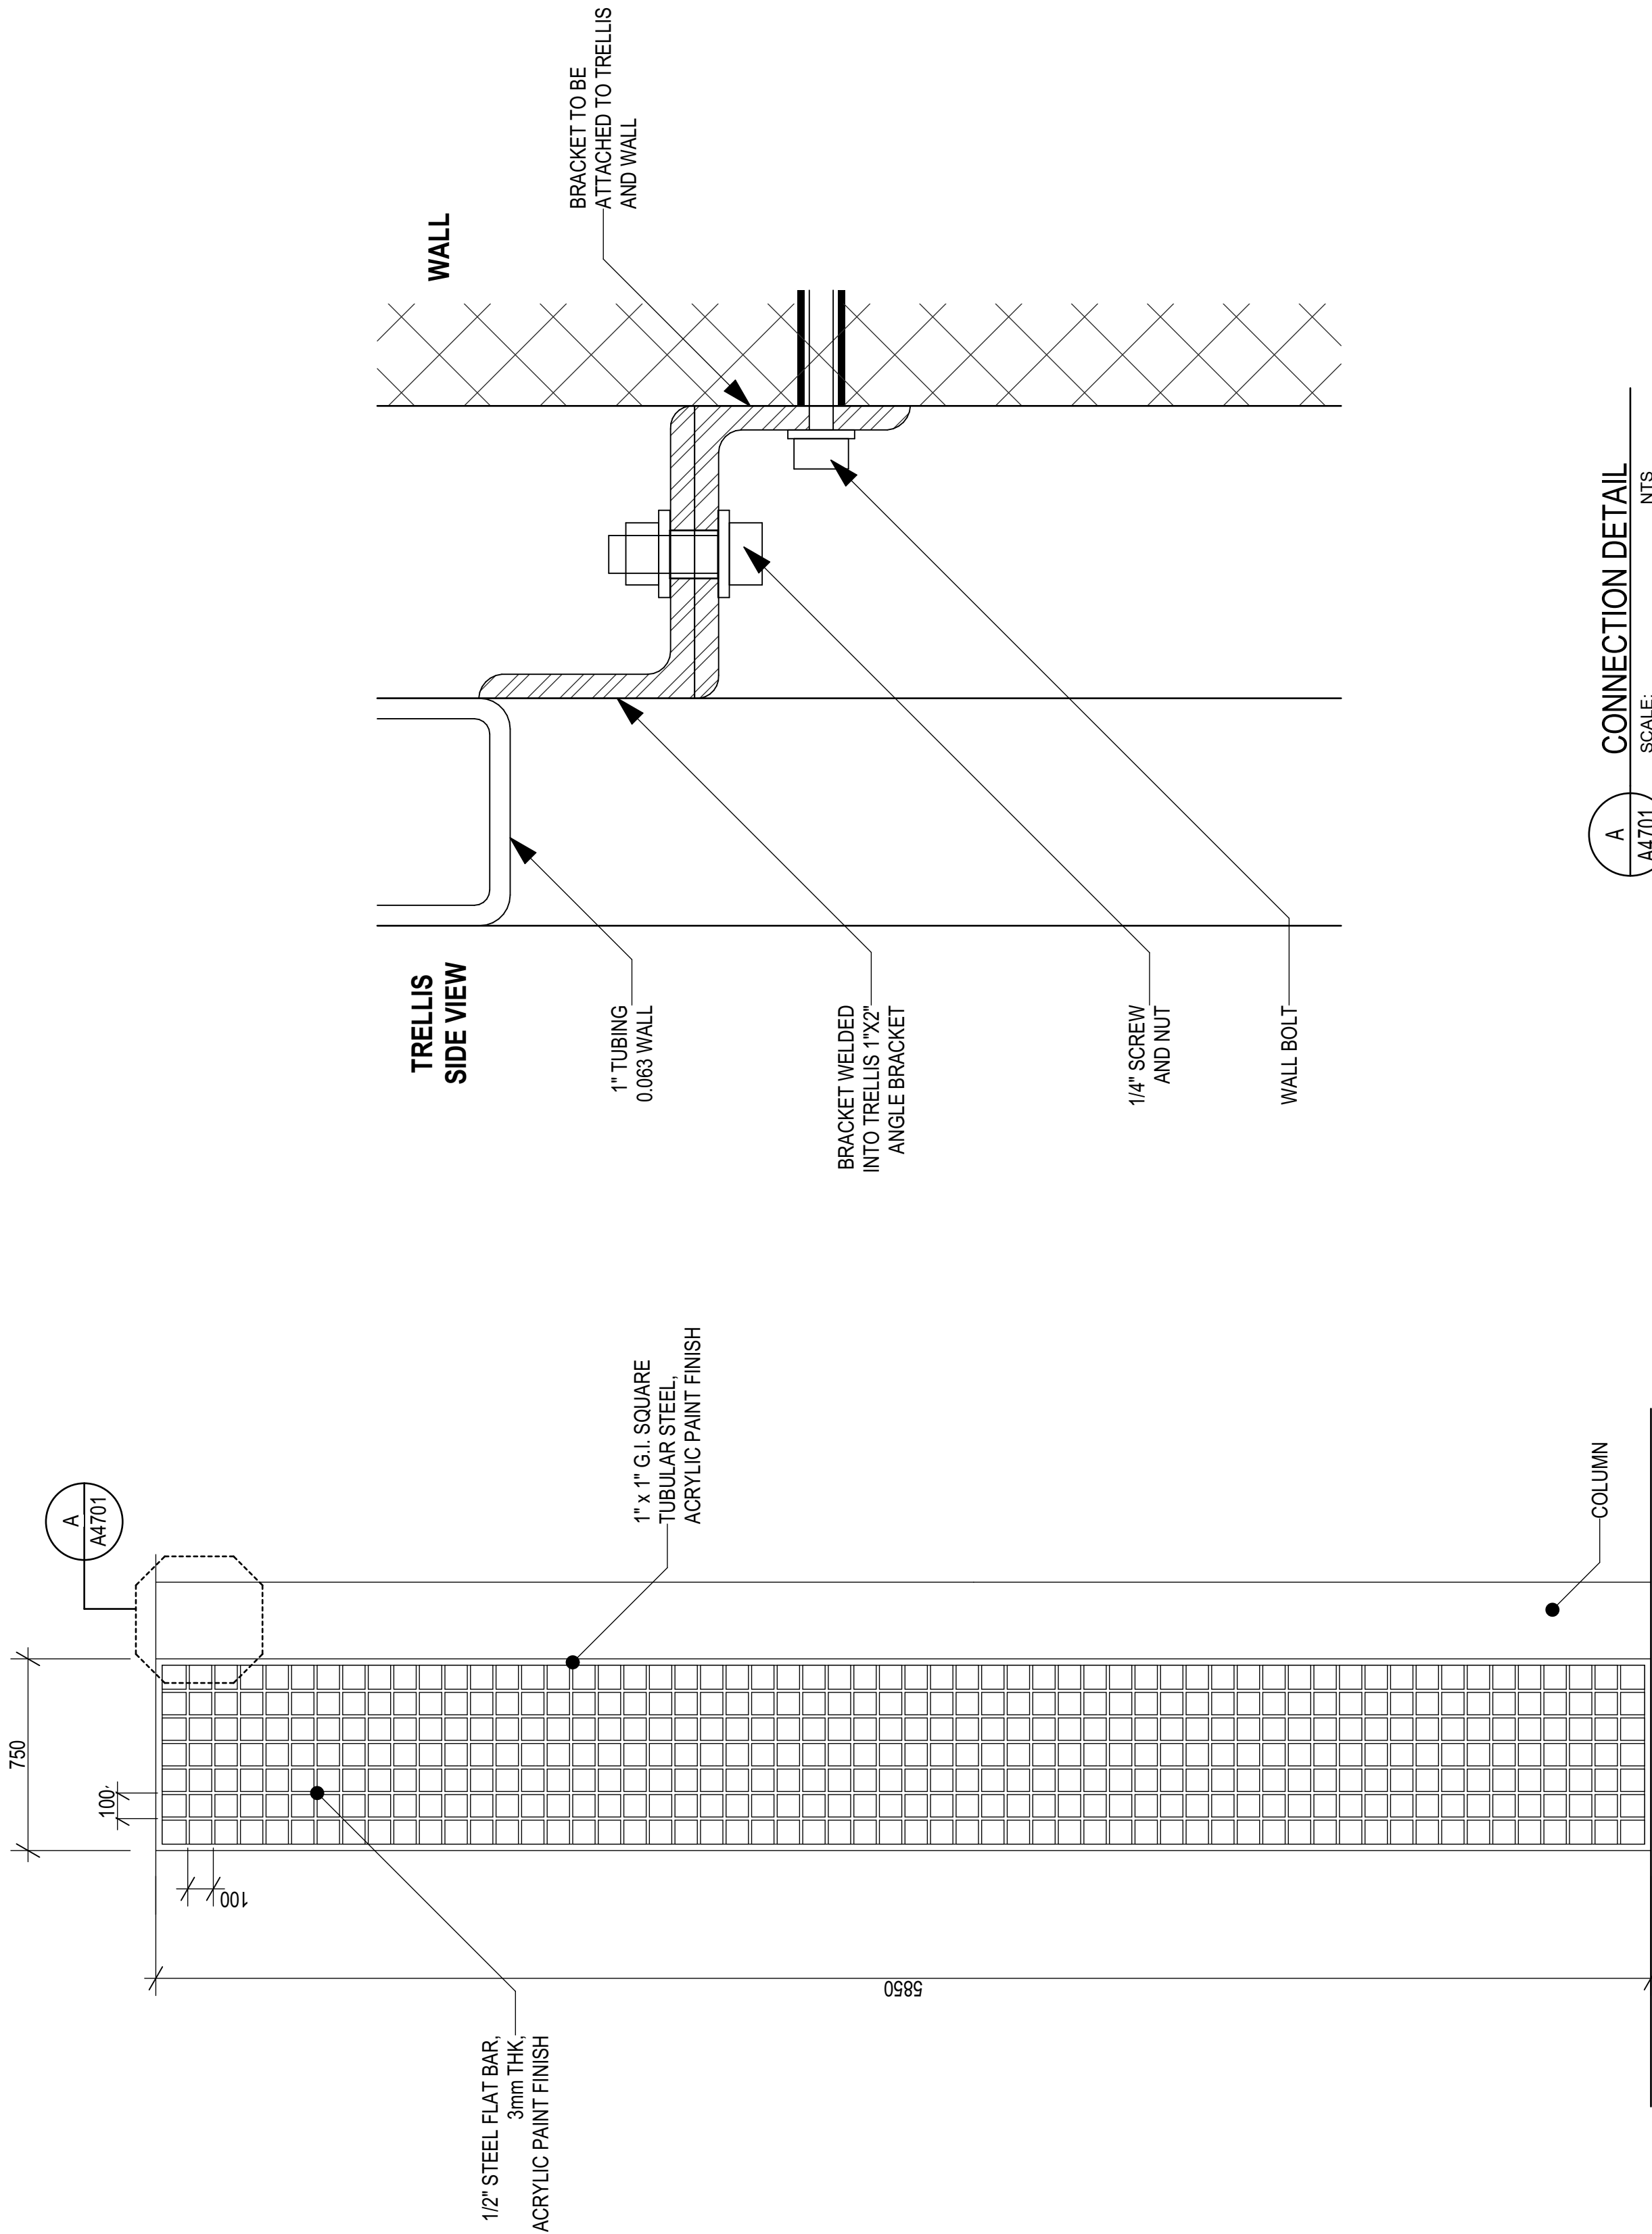 750
100
100
5850
A
A4701
1/2" STEEL FLAT BAR,
3mm THK,
ACRYLIC PAINT FINISH
1" x 1" G.I. SQUARE
TUBULAR STEEL,
ACRYLIC PAINT FINISH
COLUMN
TRELLIS
SIDE VIEW
WALL
1" TUBING
0.063 WALL
BRACKET WELDED
INTO TRELLIS 1"X2"
ANGLE BRACKET
1/4" SCREW
AND NUT
WALL BOLT
BRACKET TO BE
ATTACHED TO TRELLIS
AND WALL
A
A4701
CONNECTION DETAIL
SCALE: NTS